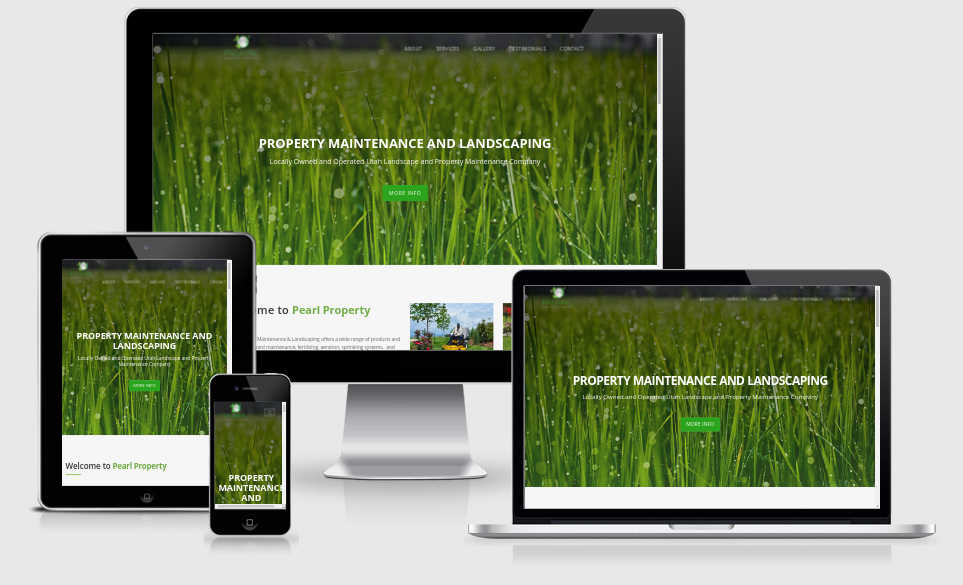 ABOUT SERVICES GALLERY TESTIMONIALS CONTACT
PROPERTY MAINTENANCE AND LANDSCAPING
Locally Owned and Operated Utah Landscape and Property Maintenance Company
MORE INFO
me to Pearl Property
Maintenance & Landscaping offers a wide range of products and
and maintenance, fertilizing, aeration, sprinkling systems, and
PROPERTY MAINTENANCE AND
LANDSCAPING
Locally Owned and Operated Utah Landscape and Property
Maintenance Company
MORE INFO
Welcome to Pearl Property
PROPERTY
MAINTENANCE
AND
ABOUT SERVICES GALLERY TESTIMONIALS CONTACT
PROPERTY MAINTENANCE AND LANDSCAPING
Locally Owned and Operated Utah Landscape and Property Maintenance Company
MORE INFO